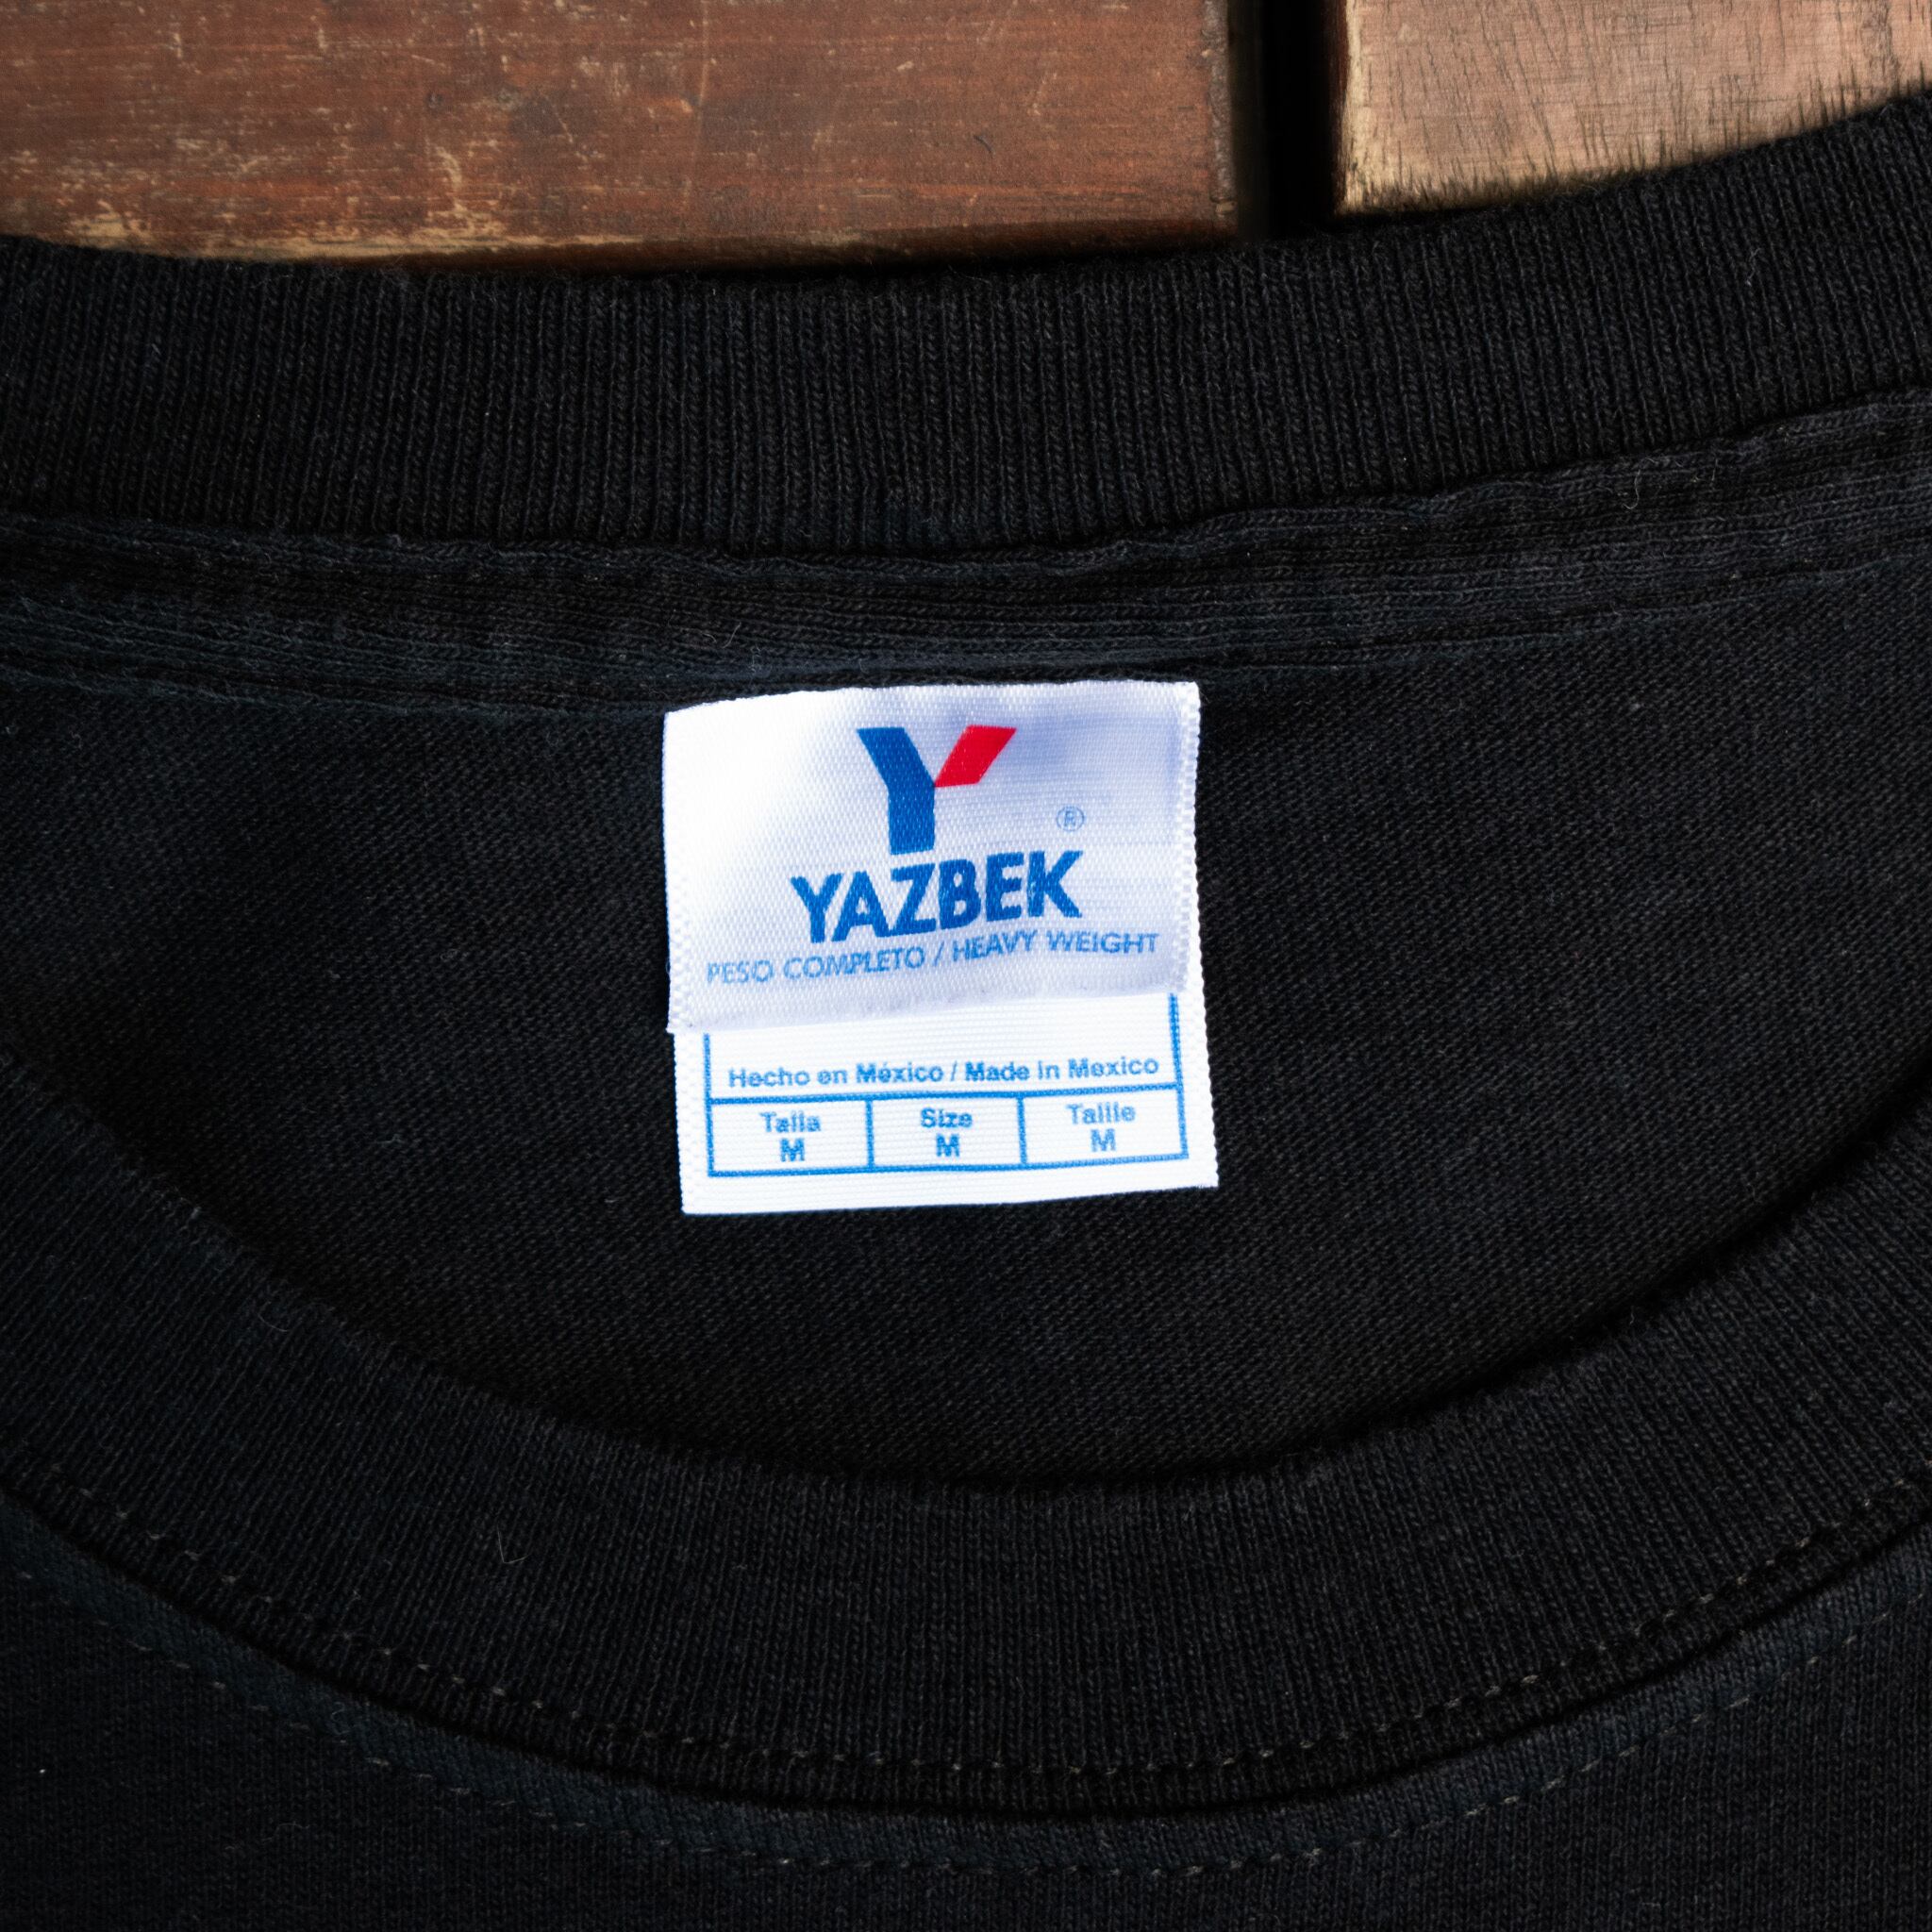 Y
®
YAZBEK
PESO COMPLETO / HEAVY WEIGHT
Hecho en México / Made in Mexico
Talla Size Taille
M M M